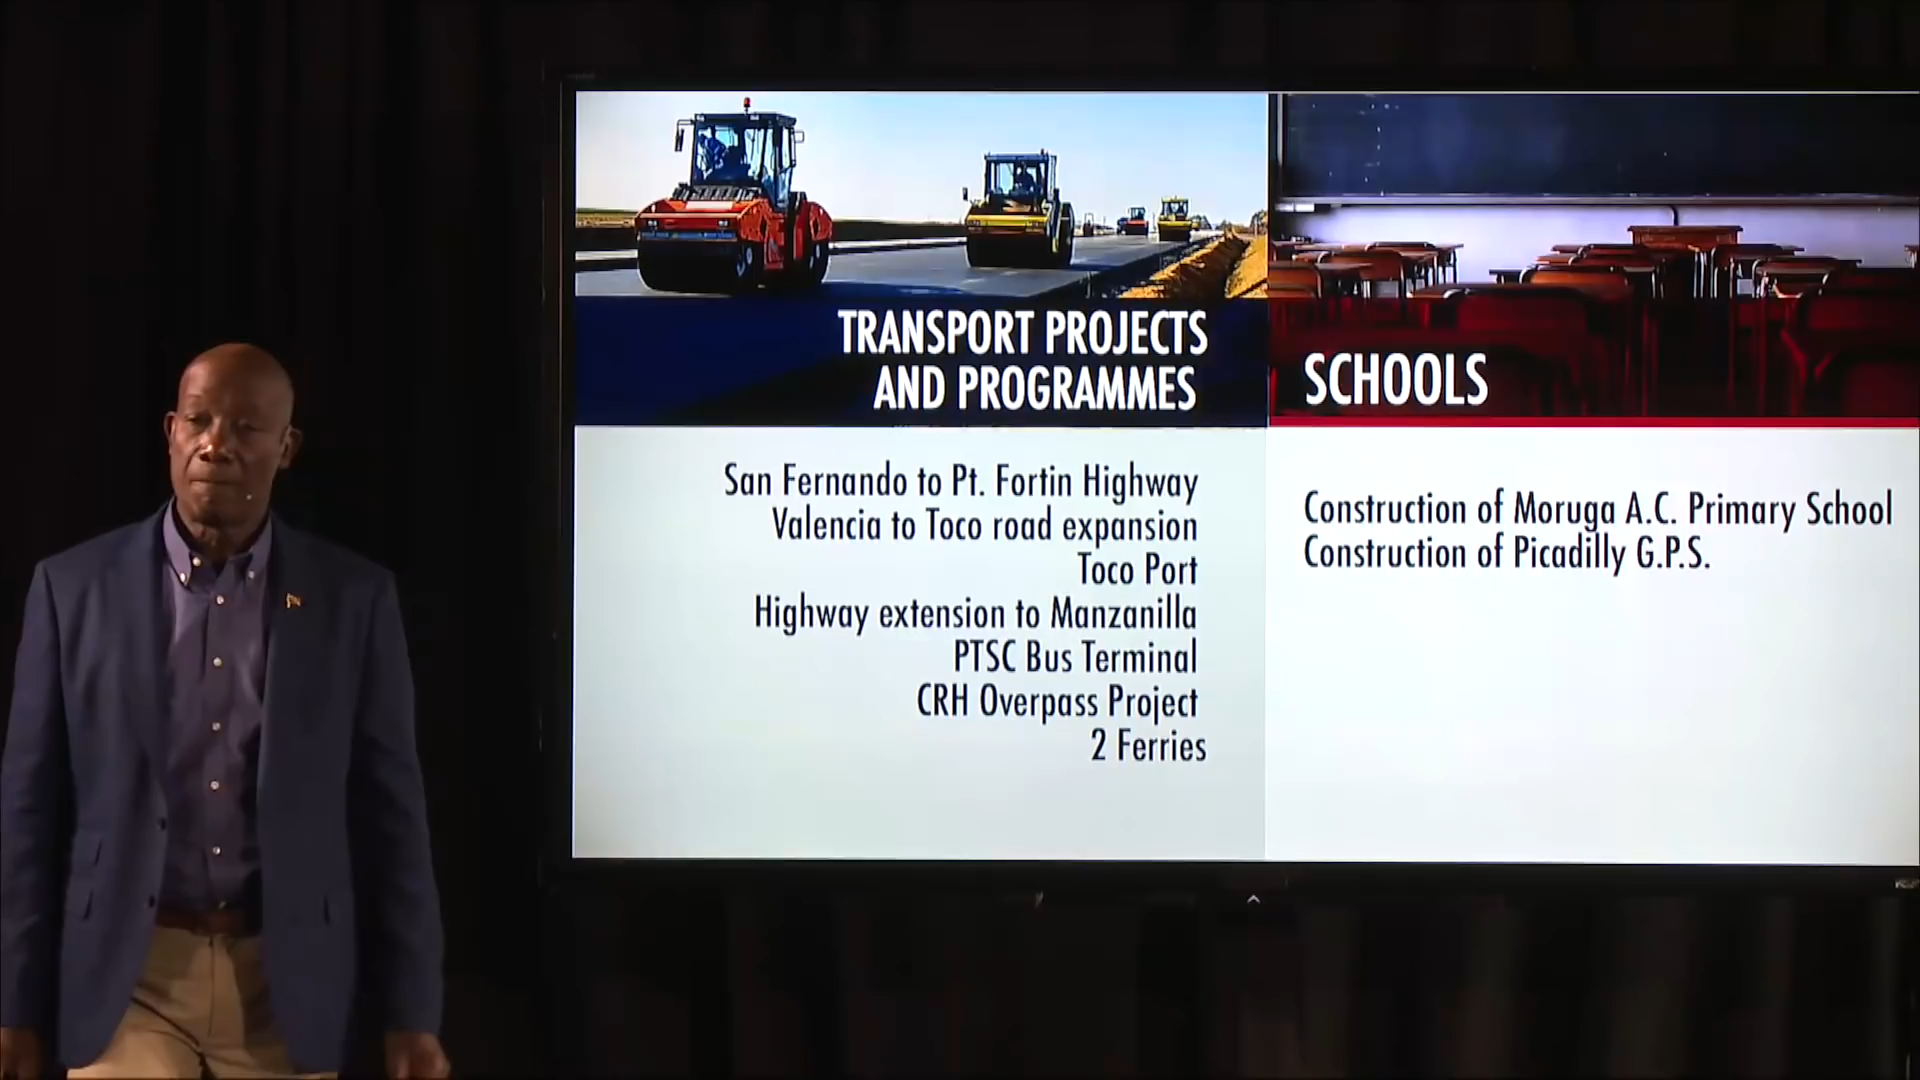 TRANSPORT PROJECTS
AND PROGRAMMES
San Fernando to Pt. Fortin Highway
Valencia to Toco road expansion
Toco Port
Highway extension to Manzanilla
PTSC Bus Terminal
CRH Overpass Project
2 Ferries
SCHOOLS
Construction of Moruga A.C. Primary School
Construction of Picadilly G.P.S.